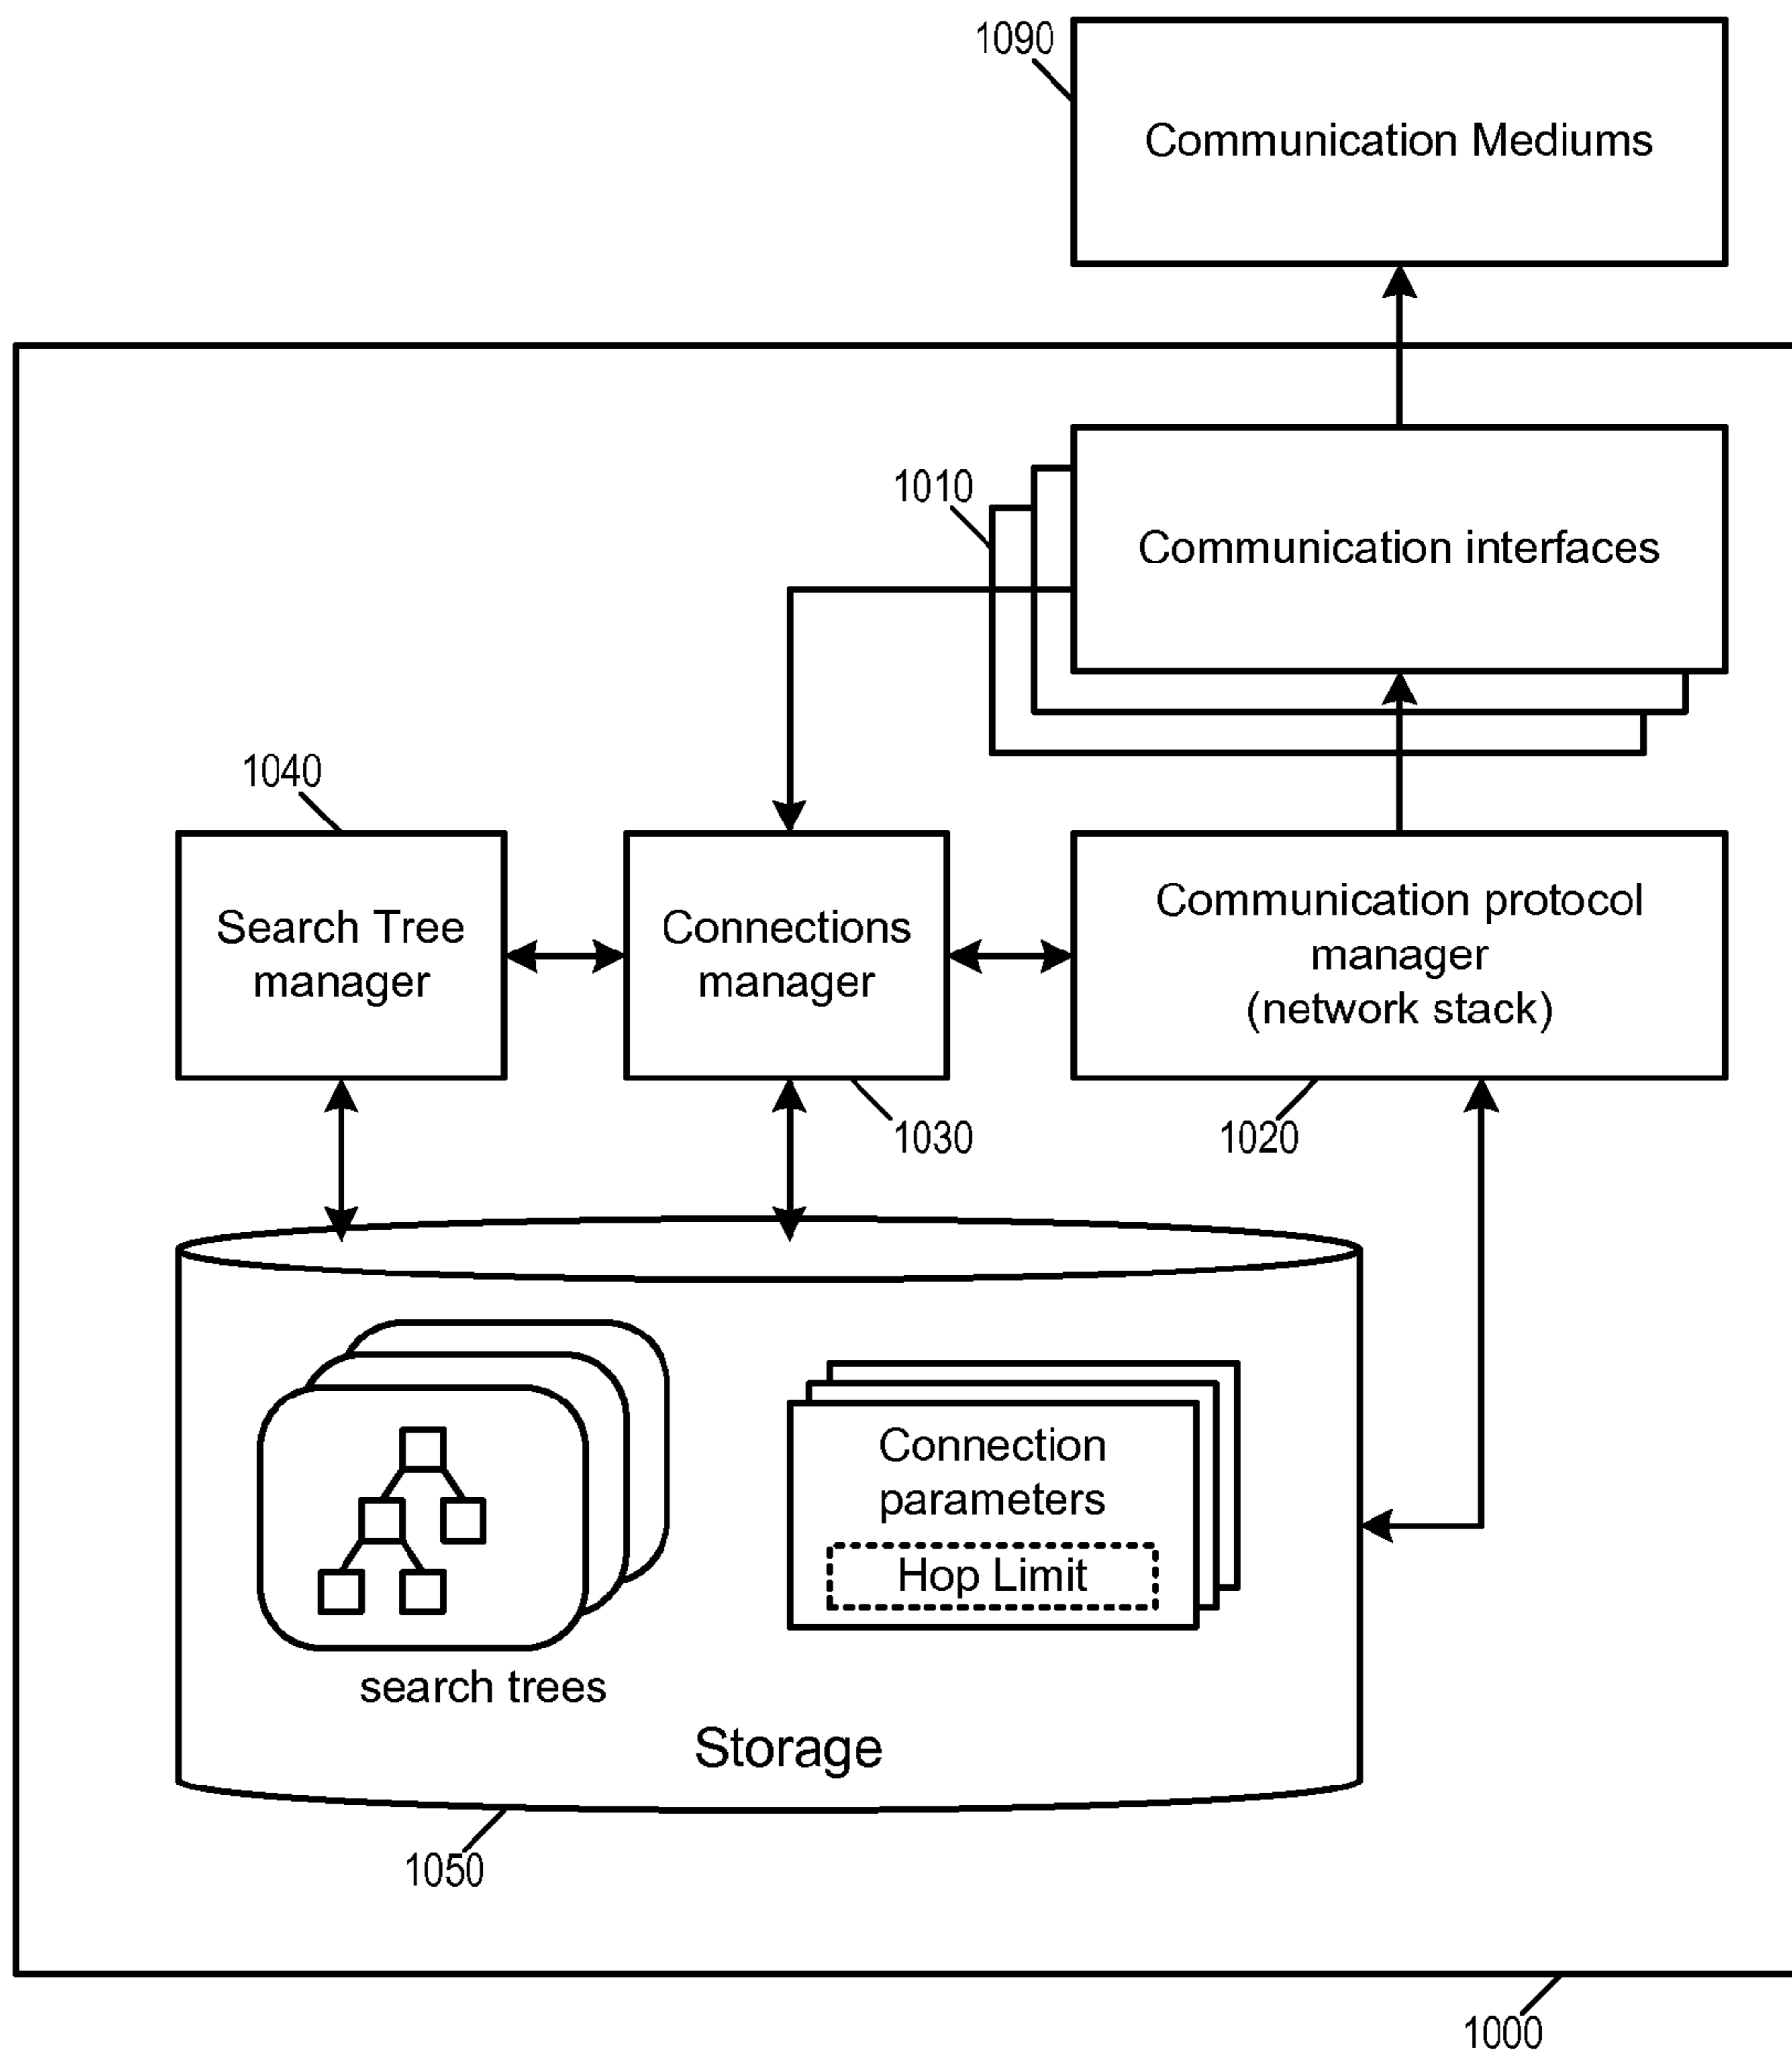 1090
Communication Mediums
1010
Communication interfaces
1040
Search Tree
manager
Connections
manager
Communication protocol
manager
(network stack)
1030
1020
Connection
parameters
Hop Limit
search trees
Storage
1050
1000